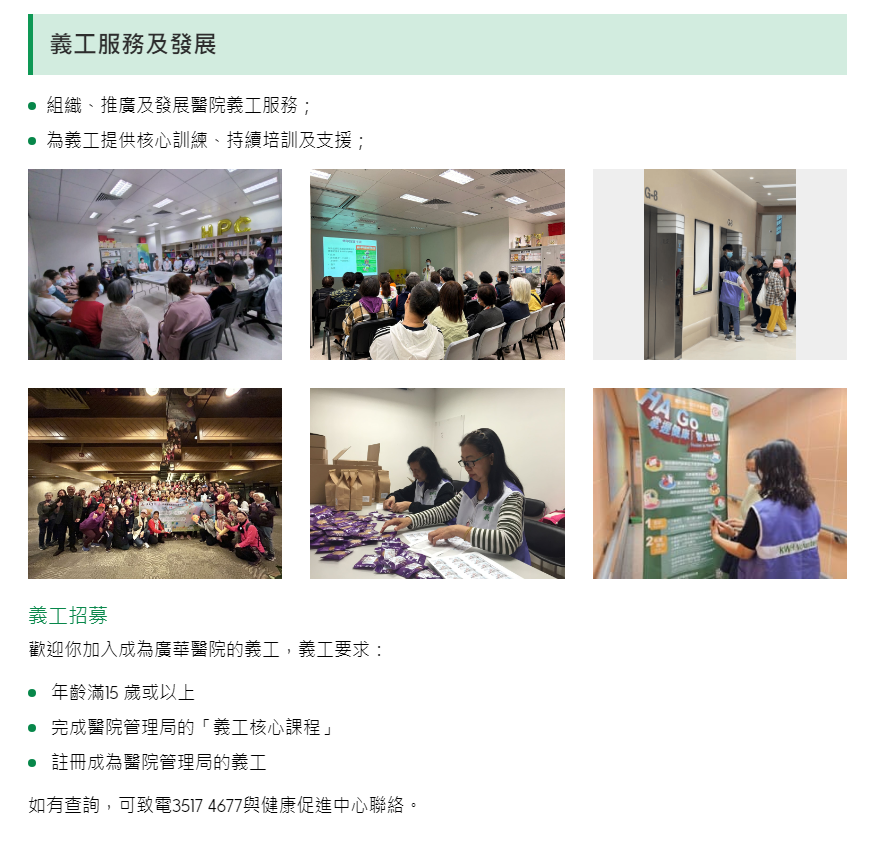 義工服務及發展
組織、推廣及發展醫院義工服務；
為義工提供核心訓練、持續培訓及支援；
HPC
G-8
HA Go
1
2
義工招募
歡迎你加入成為廣華醫院的義工，義工要求：
年齡滿15 歲或以上
完成醫院管理局的「義工核心課程」
註冊成為醫院管理局的義工
如有查詢，可致電3517 4677與健康促進中心聯絡。